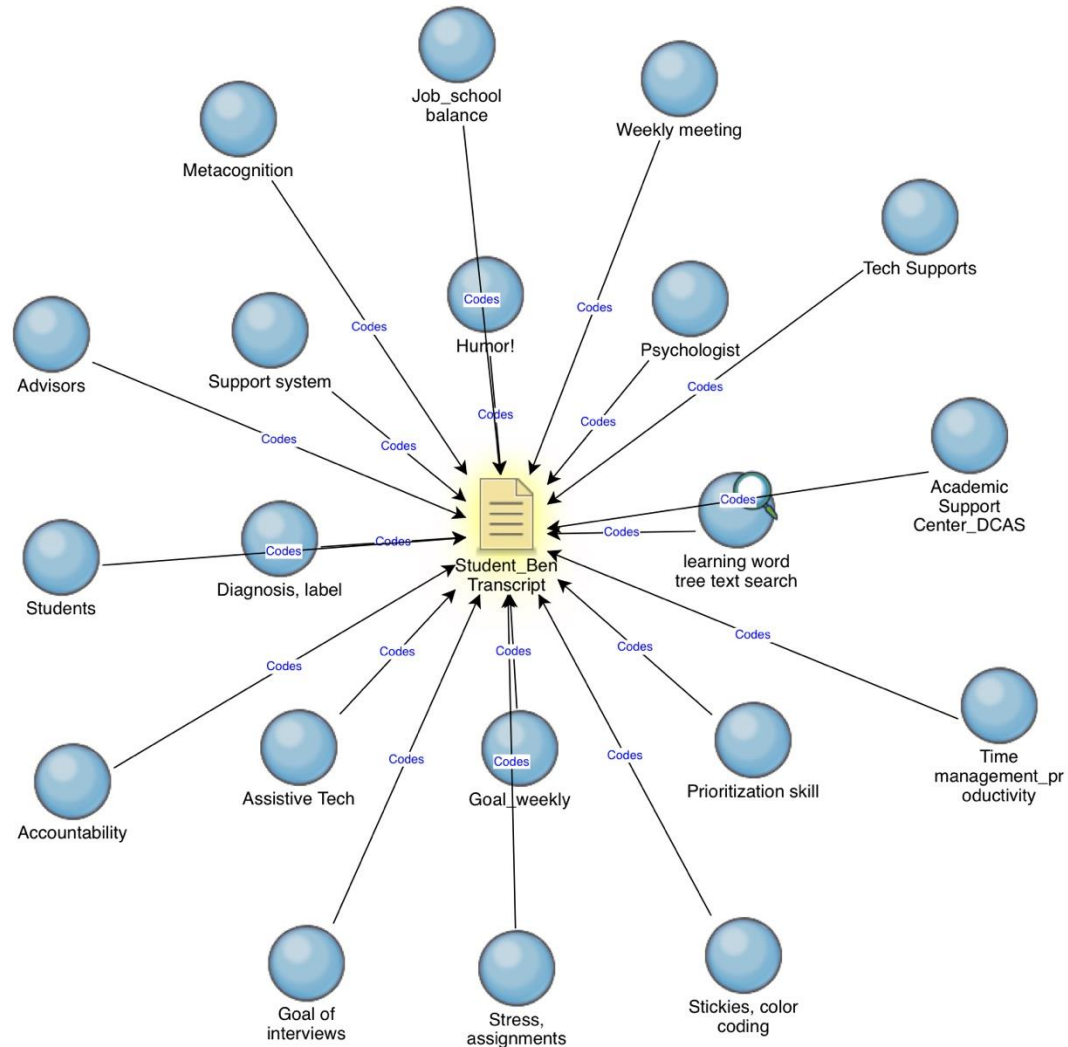 Job_school
balance
Weekly meeting
Metacognition
Tech Supports
Codes
Humor!
Codes
Psychologist
Codes
Support system
Advisors
Codes
Codes
Codes
Codes
Codes
Codes
Academic
Support
Center_DCAS
Codes
Codes
learning word
tree text search
Student_Ben
Transcript
Codes
Codes
Diagnosis, label
Students
Codes
Codes
Codes
Codes
Codes
Time
management_pr
oductivity
Assistive Tech
Goal_weekly
Codes
Prioritization skill
Accountability
Codes
Codes
Goal of
interviews
Stress,
assignments
Stickies, color
coding